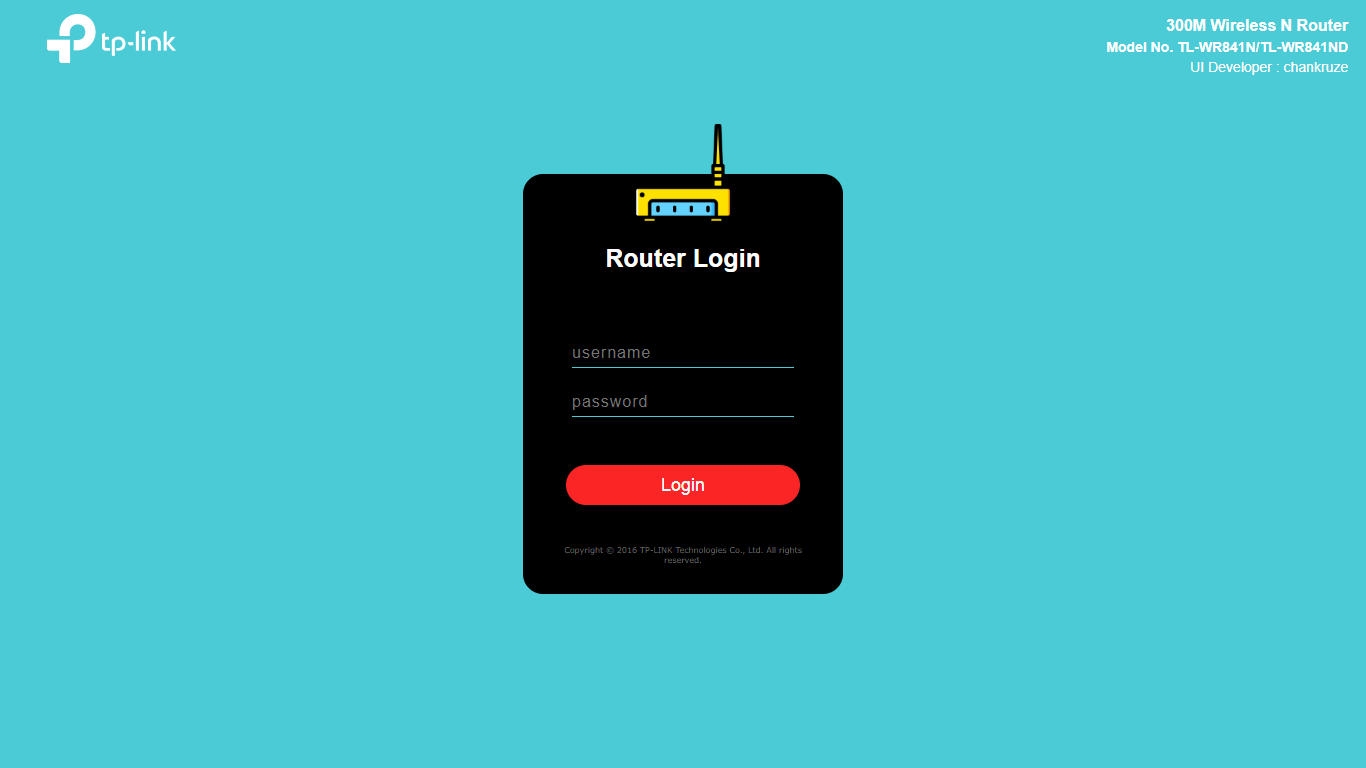 tp-link
300M Wireless N Router
Model No. TL-WR841N/TL-WR841ND
UI Developer : chankruze
Router Login
username
password
Login
Copyright © 2016 TP-LINK Technologies Co., Ltd. All rights
reserved.